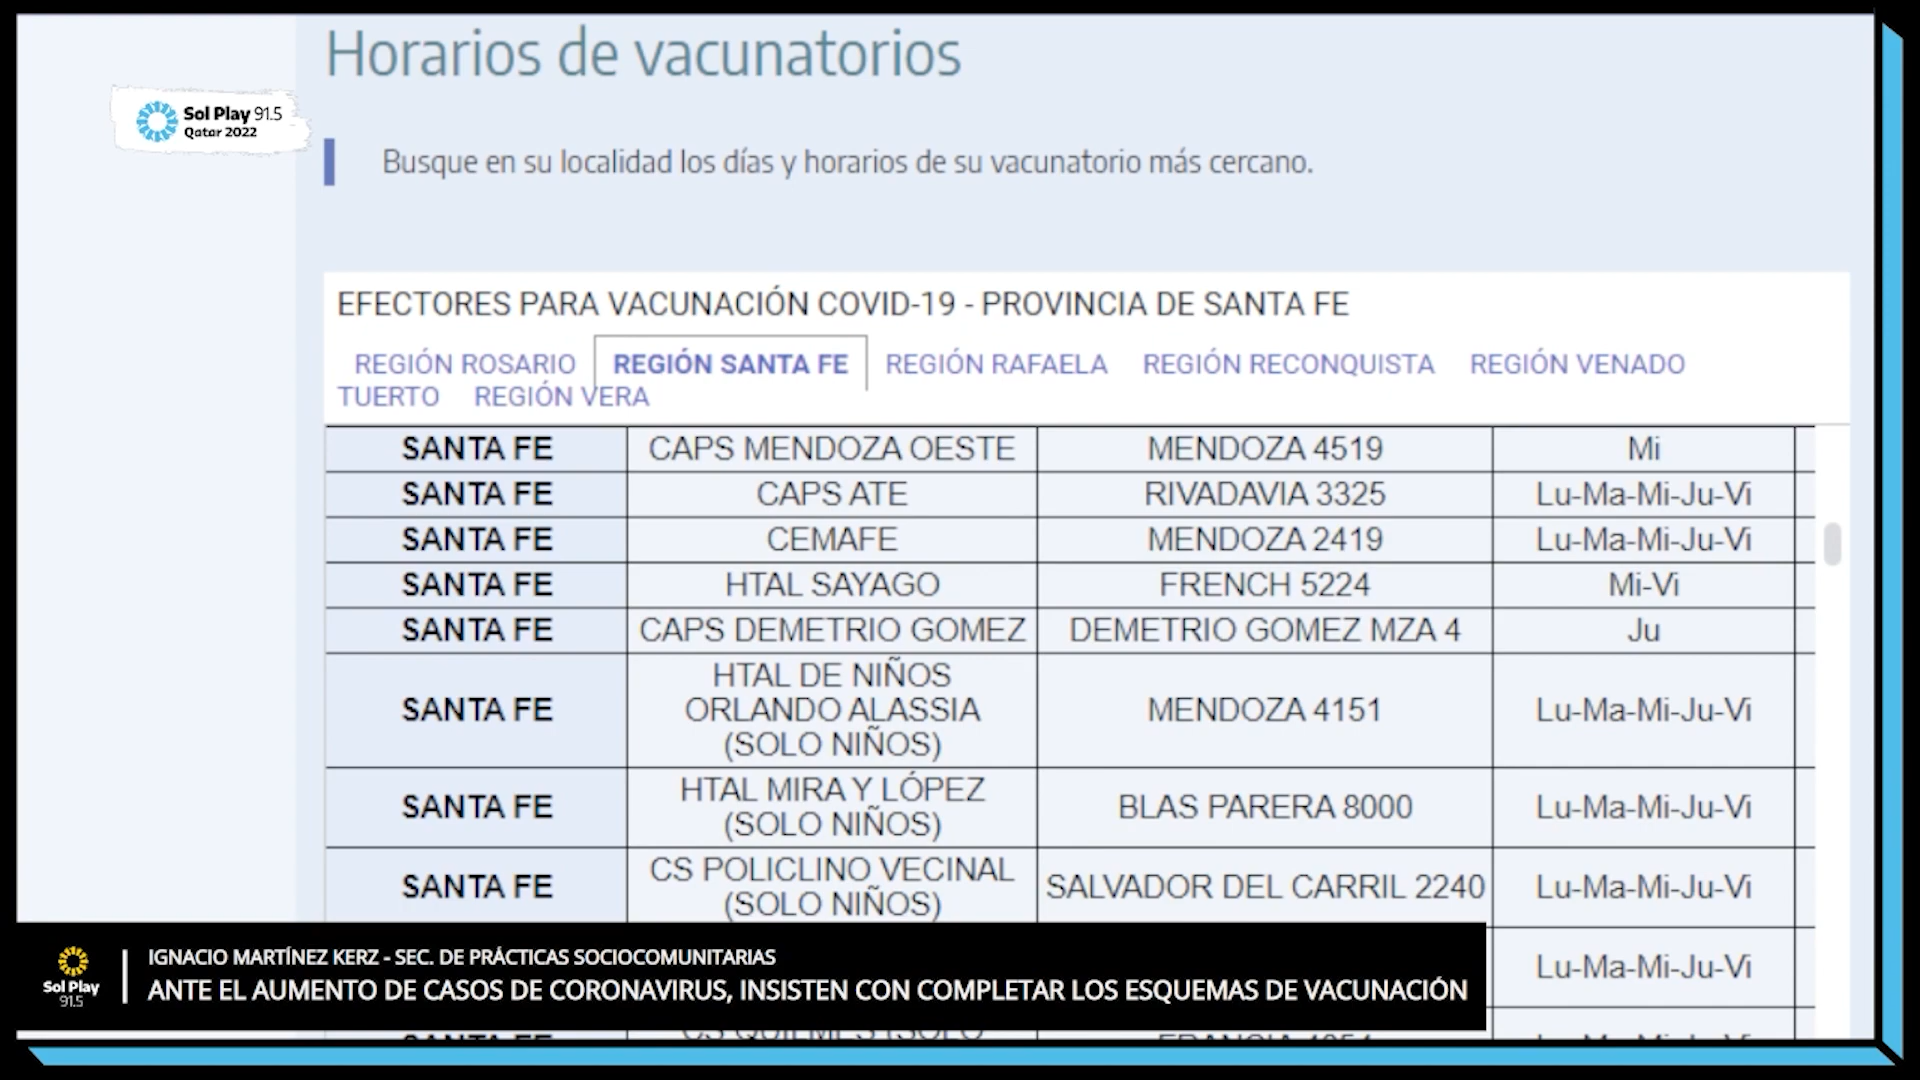 Horarios de vacunatorios
Sol Play 91.5
Qatar 2022
Busque en su localidad los días y horarios de su vacunatorio más cercano.
EFECTORES PARA VACUNACIÓN COVID-19 - PROVINCIA DE SANTA FE
REGIÓN ROSARIO REGIÓN SANTA FE REGIÓN RAFAELA REGIÓN RECONQUISTA REGIÓN VENADO
TUERTO REGIÓN VERA
SANTA FE CAPS MENDOZA OESTE MENDOZA 4519 Mi
SANTA FE CAPS ATE RIVADAVIA 3325 Lu-Ma-Mi-Ju-Vi
SANTA FE CEMAFE MENDOZA 2419 Lu-Ma-Mi-Ju-Vi
SANTA FE HTAL SAYAGO FRENCH 5224 Mi-Vi
SANTA FE CAPS DEMETRIO GOMEZ DEMETRIO GOMEZ MZA 4 Ju
HTAL DE NIÑOS
SANTA FE ORLANDO ALASSIA MENDOZA 4151 Lu-Ma-Mi-Ju-Vi
(SOLO NIÑOS)
HTAL MIRA Y LÓPEZ
SANTA FE BLAS PARERA 8000 Lu-Ma-Mi-Ju-Vi
(SOLO NIÑOS)
CS POLICLINO VECINAL
SANTA FE SALVADOR DEL CARRIL 2240 Lu-Ma-Mi-Ju-Vi
(SOLO NIÑOS)
Lu-Ma-Mi-Ju-Vi
IGNACIO MARTÍNEZ KERZ - SEC. DE PRÁCTICAS SOCIOCOMUNITARIAS
ANTE EL AUMENTO DE CASOS DE CORONAVIRUS, INSISTEN CON COMPLETAR LOS ESQUEMAS DE VACUNACIÓN
Sol Play
91.5
SANTA FE